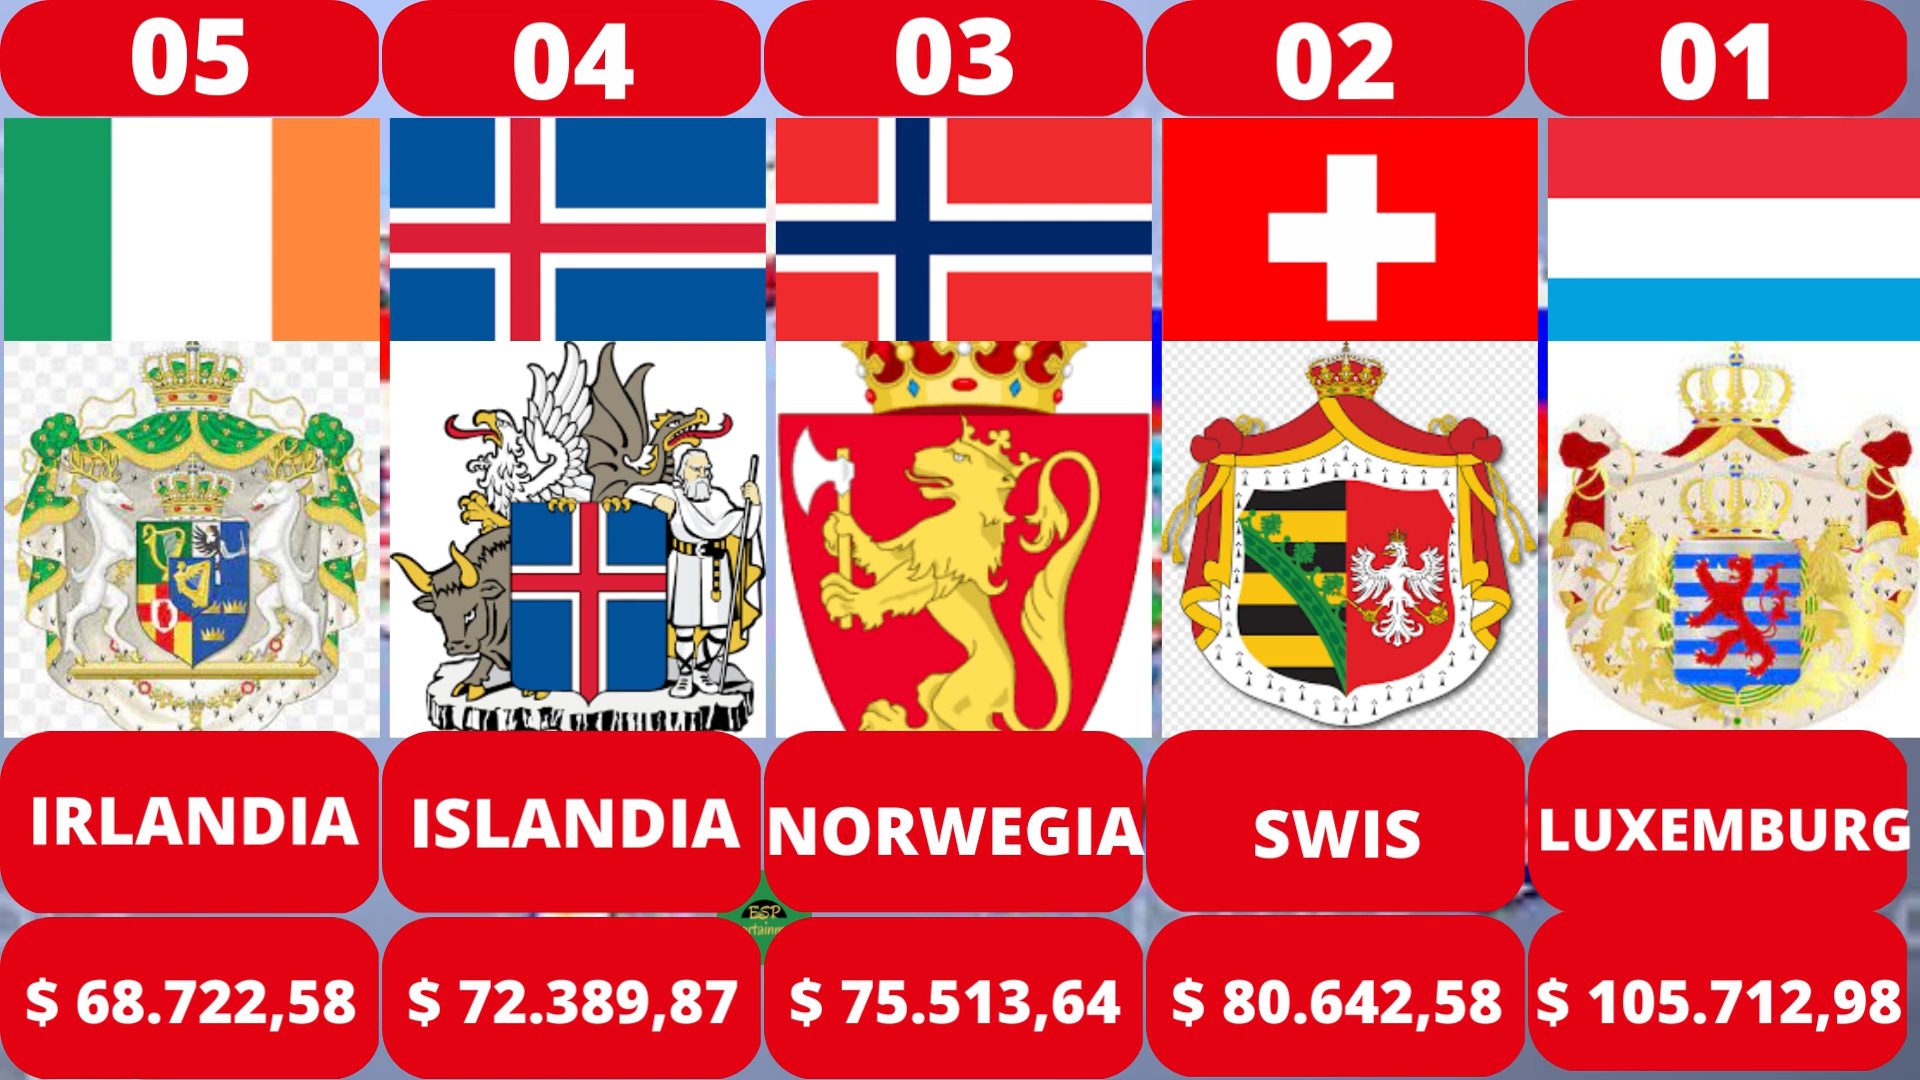 05
04
03
02
01
IRLANDIA
ISLANDIA
NORWEGIA
SWIS
LUXEMBURG
ESP
$ 68.722,58
$ 72.389,87
$ 75.513,64
$ 80.642,58
$ 105.712,98